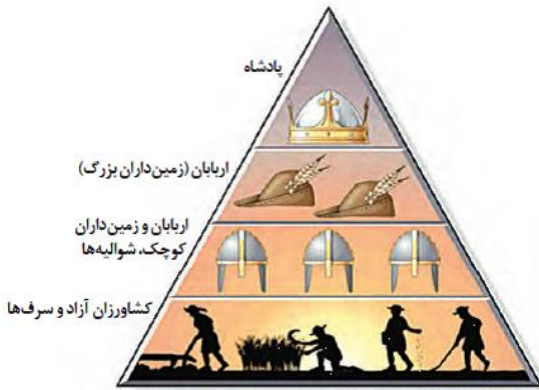 پادشاه
اربابان (زمین‌داران بزرگ)
اربابان و زمین‌داران
کوچک، شوالیه‌ها
کشاورزان آزاد و سرف‌ها